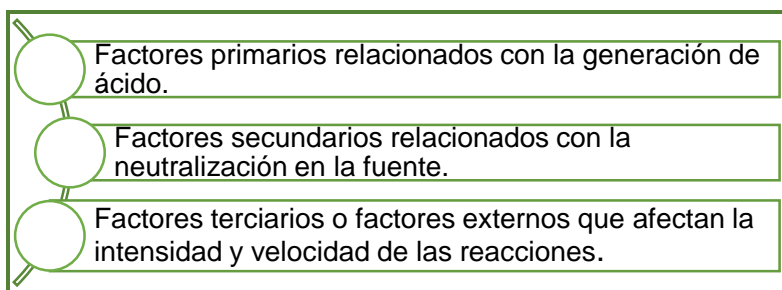 Factores primarios relacionados con la generación de
ácido.
Factores secundarios relacionados con la
neutralización en la fuente.
Factores terciarios o factores externos que afectan la
intensidad y velocidad de las reacciones.